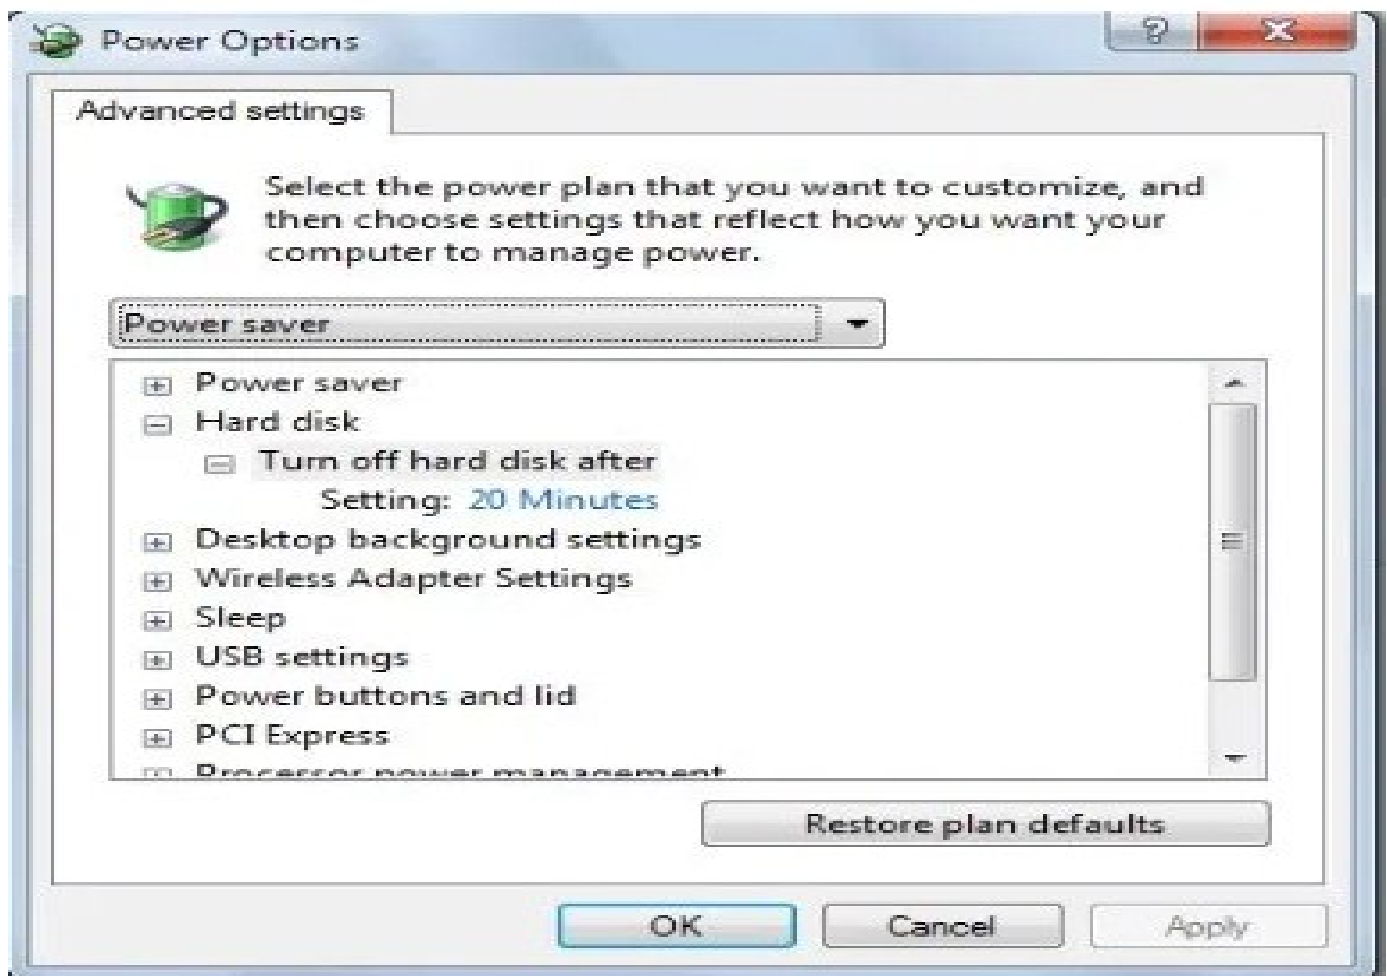 Power Options
Advanced settings
Select the power plan that you want to customize, and
then choose settings that reflect how you want your
computer to manage power.
Power saver
Power saver
Hard disk
Turn off hard disk after
Setting: 20 Minutes
Desktop background settings
Wireless Adapter Settings
Sleep
USB settings
Power buttons and lid
PCI Express
Processor power management
Restore plan defaults
OK
Cancel
Apply